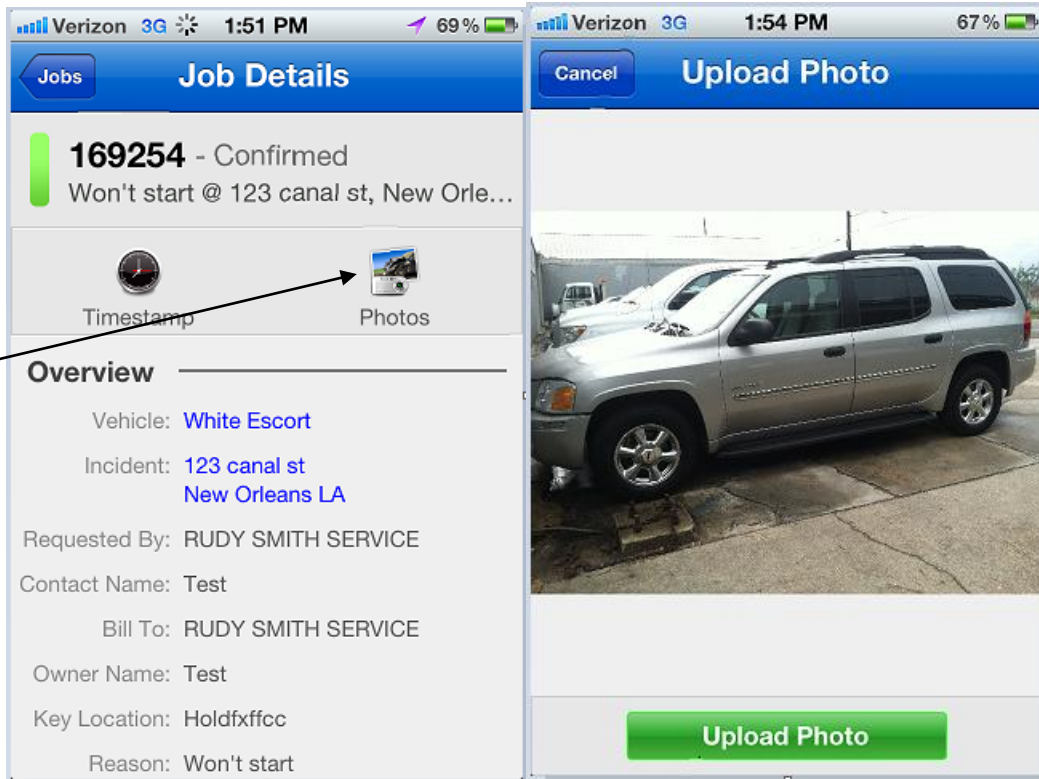 Verizon 3G 1:51 PM 69%
Jobs Job Details
169254 - Confirmed
Won't start @ 123 canal st, New Orle...
Timestamp Photos
Overview
Vehicle: White Escort
Incident: 123 canal st
New Orleans LA
Requested By: RUDY SMITH SERVICE
Contact Name: Test
Bill To: RUDY SMITH SERVICE
Owner Name: Test
Key Location: Holdfxffcc
Reason: Won't start
Verizon 3G 1:54 PM 67%
Cancel Upload Photo
Upload Photo